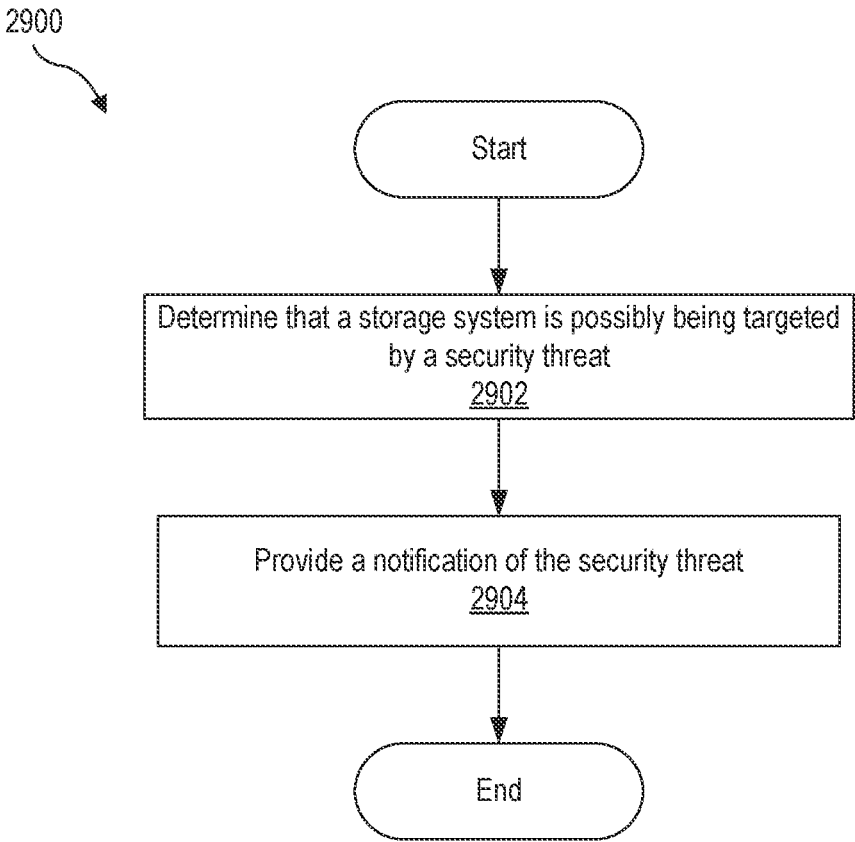 2900
Start
Determine that a storage system is possibly being targeted
by a security threat
2902
Provide a notification of the security threat
2904
End